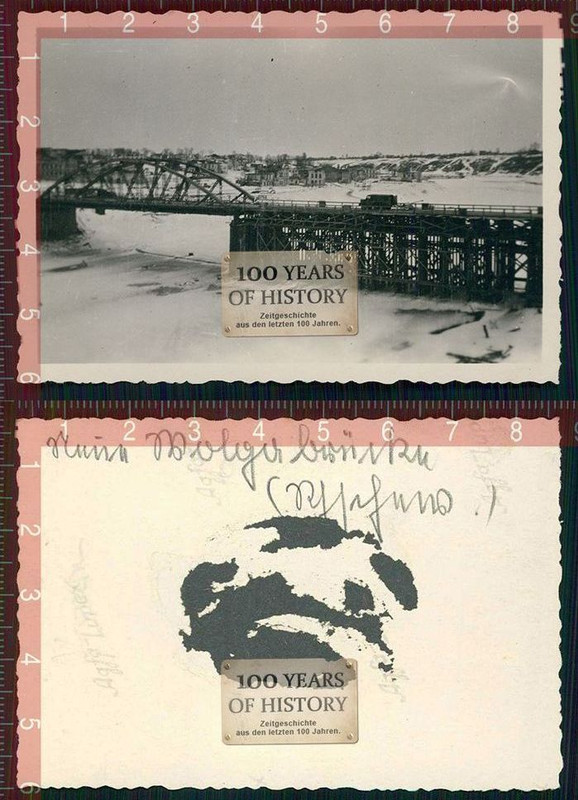 1 2 3 4 5 6 7 8 9
2
3
4
5
6
100 YEARS
OF HISTORY
Zeitgeschichte
aus den letzten 100 Jahren.
1 2 3 4 5 6 7 8
Neue Wolgabrücke
(Rschew.)
1
2
3
4
5
6
100 YEARS
OF HISTORY
Zeitgeschichte
aus den letzten 100 Jahren.